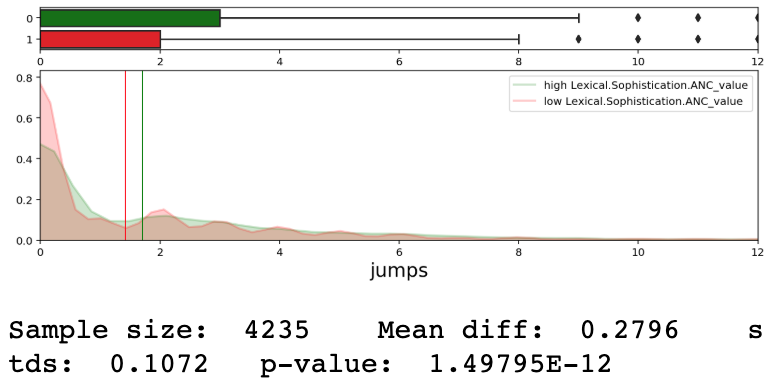 0
1
0 2 4 6 8 10 12
0.8
high Lexical.Sophistication.ANC_value
low Lexical.Sophistication.ANC_value
0.6
0.4
0.2
0.0
0 2 4 6 8 10 12
jumps
Sample size: 4235 Mean diff: 0.2796 s
tds: 0.1072 p-value: 1.49795E-12